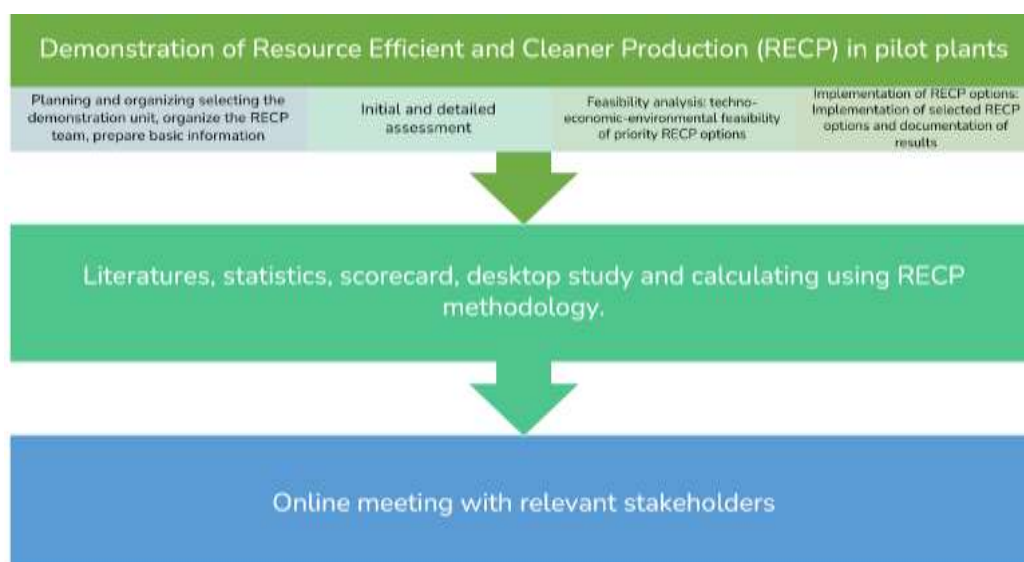 Demonstration of Resource Efficient and Cleaner Production (RECP) in pilot plants
Planning and organizing selecting the
demonstration unit, organize the RECP
team, prepare basic information
Initial and detailed
assessment
Feasibility analysis: techno-
economic-environmental feasibility
of priority RECP options
Implementation of RECP options:
Implementation of selected RECP
options and documentation of
results
Literatures, statistics, scorecard, desktop study and calculating using RECP
methodology.
Online meeting with relevant stakeholders